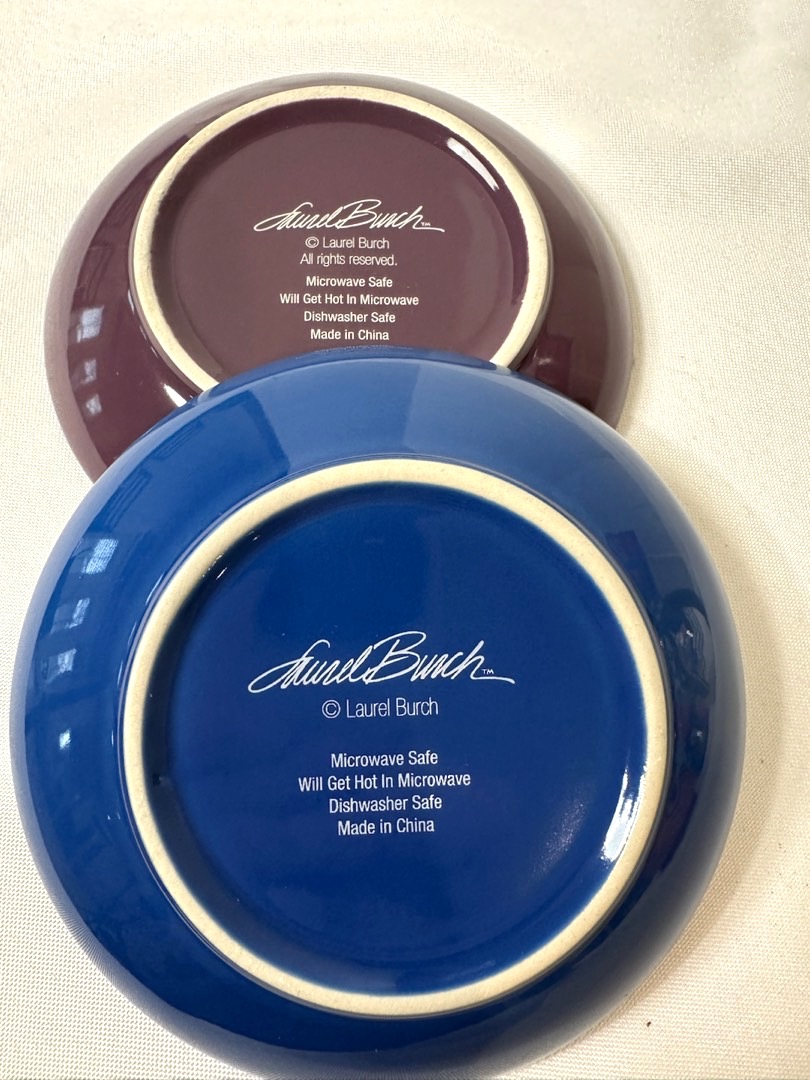 Laurel Burch™
© Laurel Burch
All rights reserved.
Microwave Safe
Will Get Hot In Microwave
Dishwasher Safe
Made in China
Laurel Burch™
© Laurel Burch
Microwave Safe
Will Get Hot In Microwave
Dishwasher Safe
Made in China